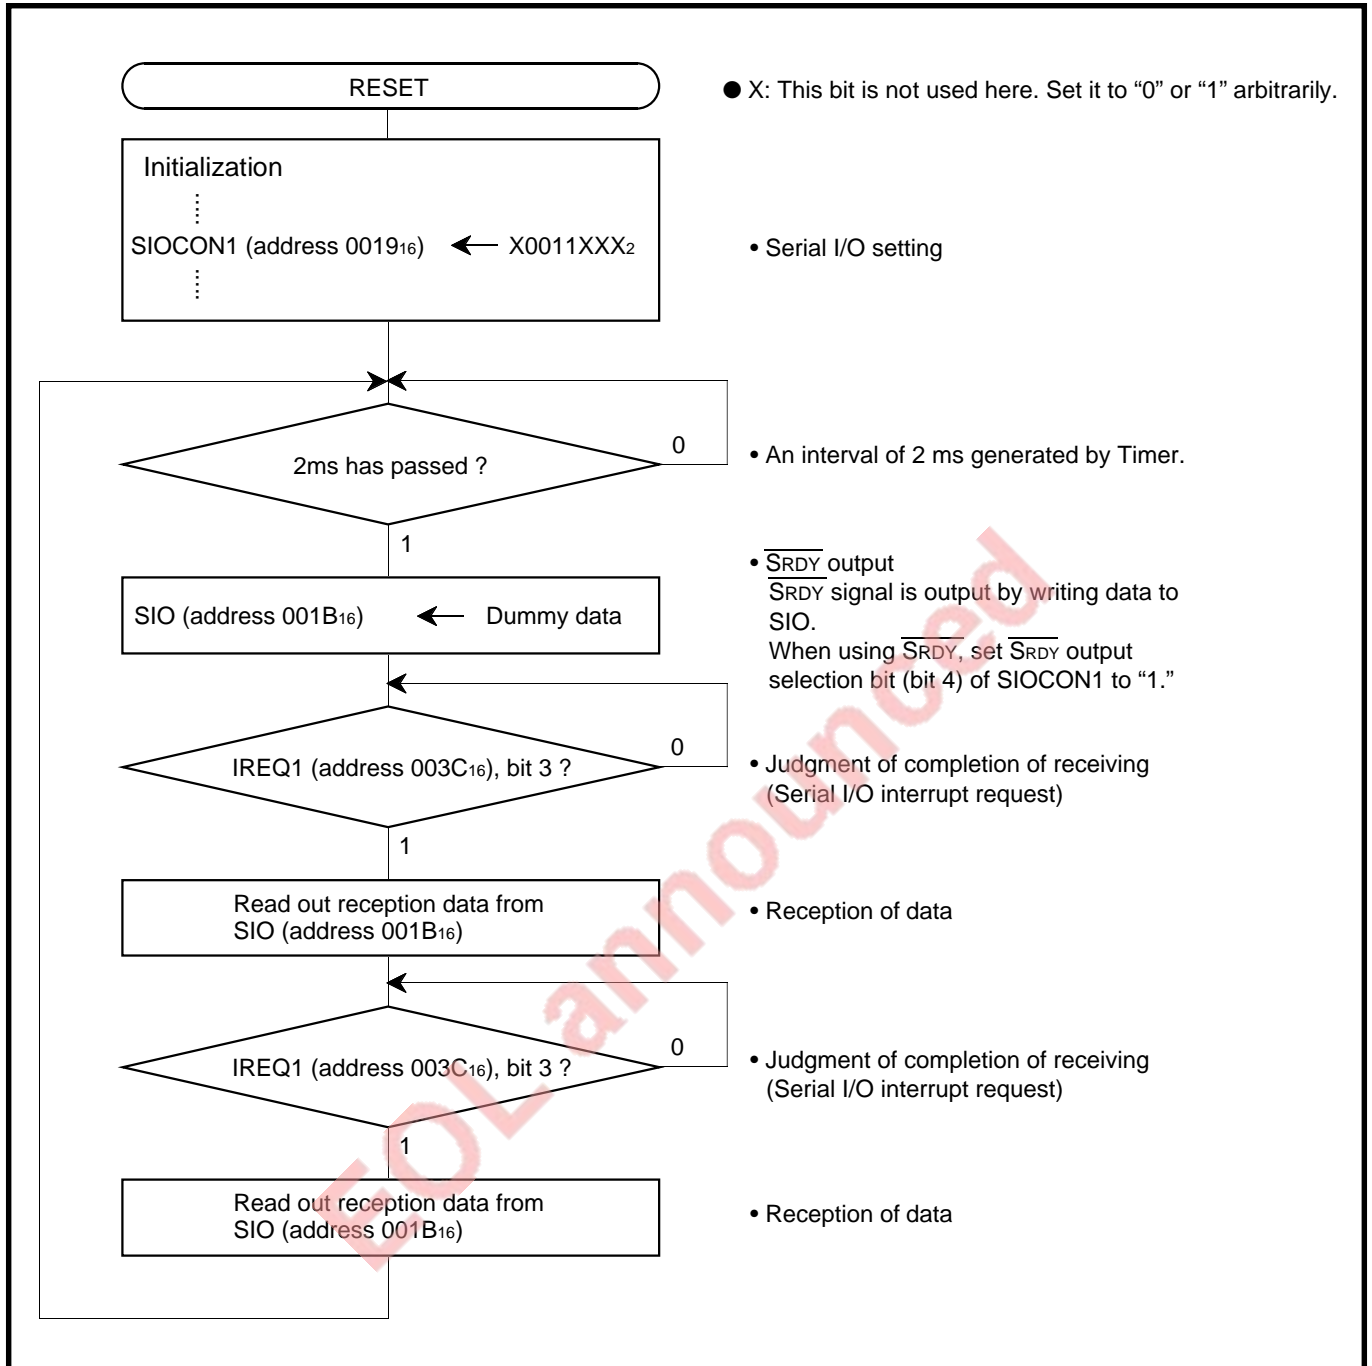 RESET
● X: This bit is not used here. Set it to “0” or “1” arbitrarily.
Initialization
SIOCON1 (address 0019₁₆) ← X0011XXX₂
• Serial I/O setting
2ms has passed ?
0
• An interval of 2 ms generated by Timer.
1
SIO (address 001B₁₆) ← Dummy data
• S̅R̅D̅Y̅ output
S̅R̅D̅Y̅ signal is output by writing data to
SIO.
When using S̅R̅D̅Y̅, set S̅R̅D̅Y̅ output
selection bit (bit 4) of SIOCON1 to “1.”
IREQ1 (address 003C₁₆), bit 3 ?
0
• Judgment of completion of receiving
(Serial I/O interrupt request)
1
Read out reception data from
SIO (address 001B₁₆)
• Reception of data
IREQ1 (address 003C₁₆), bit 3 ?
0
• Judgment of completion of receiving
(Serial I/O interrupt request)
1
Read out reception data from
SIO (address 001B₁₆)
• Reception of data
EOL announced